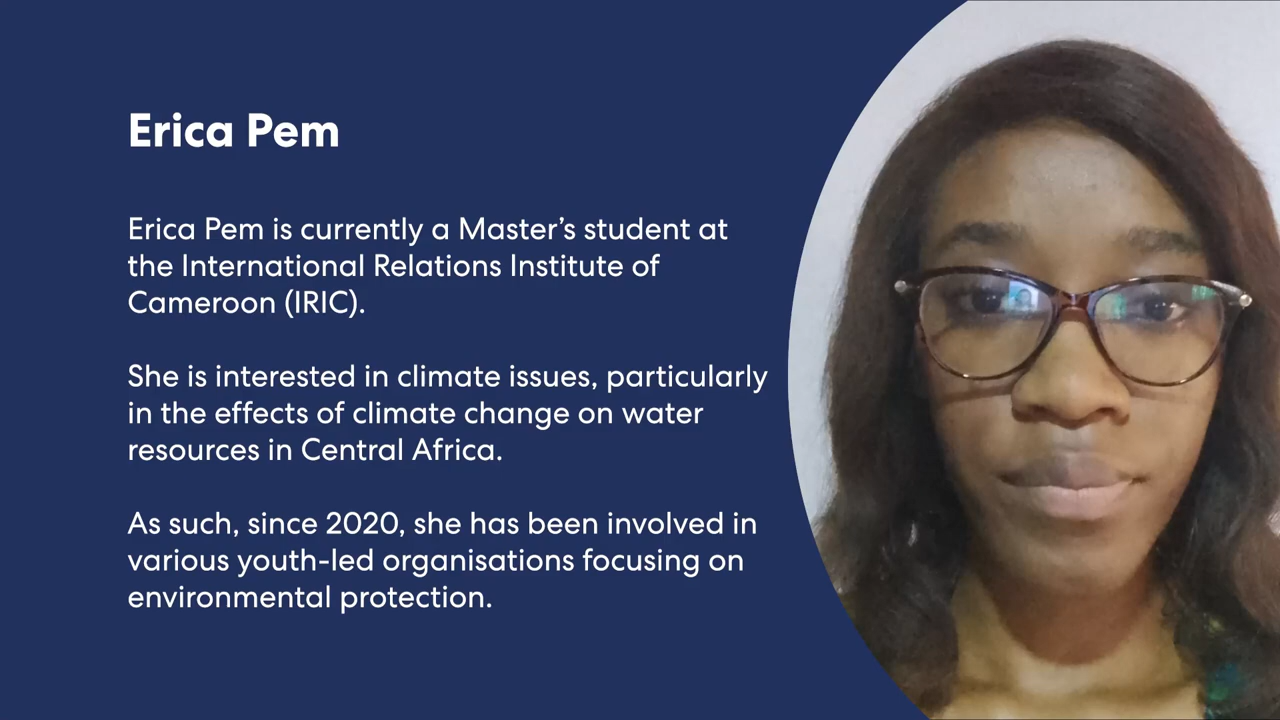 Erica Pem
Erica Pem is currently a Master’s student at
the International Relations Institute of
Cameroon (IRIC).
She is interested in climate issues, particularly
in the effects of climate change on water
resources in Central Africa.
As such, since 2020, she has been involved in
various youth-led organisations focusing on
environmental protection.